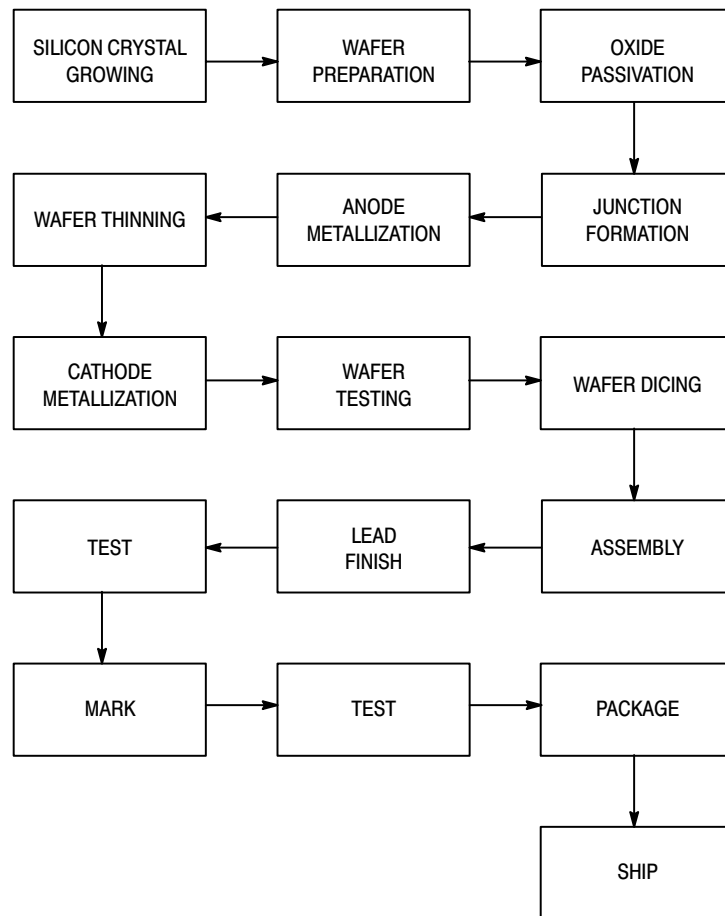 SILICON CRYSTAL
GROWING
WAFER
PREPARATION
OXIDE
PASSIVATION
WAFER THINNING
ANODE
METALLIZATION
JUNCTION
FORMATION
CATHODE
METALLIZATION
WAFER
TESTING
WAFER DICING
TEST
LEAD
FINISH
ASSEMBLY
MARK
TEST
PACKAGE
SHIP